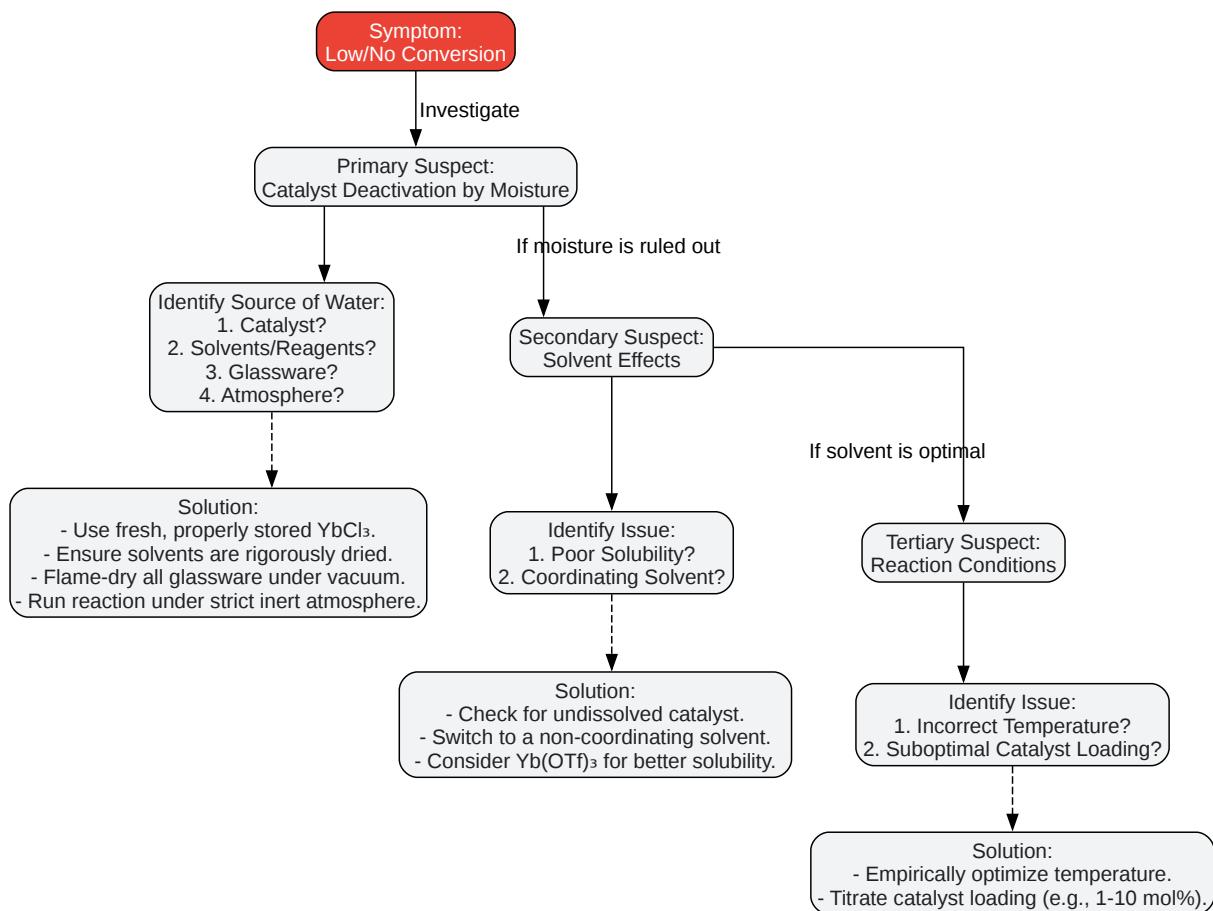 Symptom:
Low/No Conversion
Investigate
Primary Suspect:
Catalyst Deactivation by Moisture
If moisture is ruled out
Identify Source of Water:
1. Catalyst?
2. Solvents/Reagents?
3. Glassware?
4. Atmosphere?
Secondary Suspect:
Solvent Effects
If solvent is optimal
Solution:
- Use fresh, properly stored YbCl₃.
- Ensure solvents are rigorously dried.
- Flame-dry all glassware under vacuum.
- Run reaction under strict inert atmosphere.
Identify Issue:
1. Poor Solubility?
2. Coordinating Solvent?
Tertiary Suspect:
Reaction Conditions
Solution:
- Check for undissolved catalyst.
- Switch to a non-coordinating solvent.
- Consider Yb(OTf)₃ for better solubility.
Identify Issue:
1. Incorrect Temperature?
2. Suboptimal Catalyst Loading?
Solution:
- Empirically optimize temperature.
- Titrate catalyst loading (e.g., 1-10 mol%).